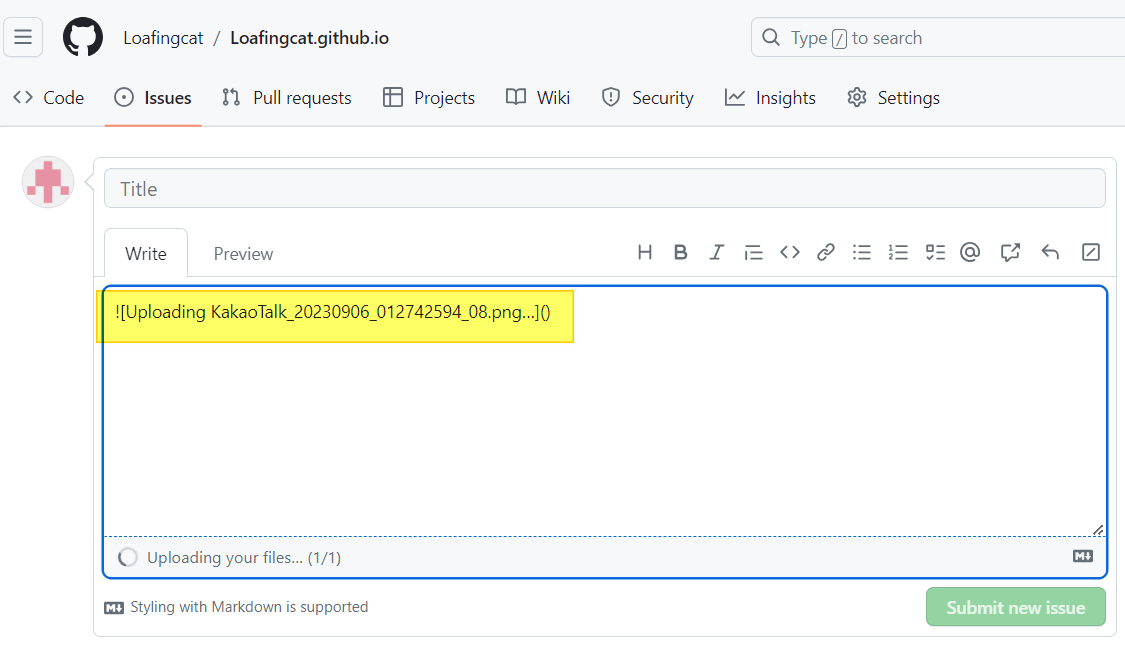 Loafingcat / Loafingcat.github.io
Type / to search
Code Issues Pull requests Projects Wiki Security Insights Settings
Title
Write Preview
![Uploading KakaoTalk_20230906_012742594_08.png…]()
Uploading your files… (1/1)
Styling with Markdown is supported
Submit new issue